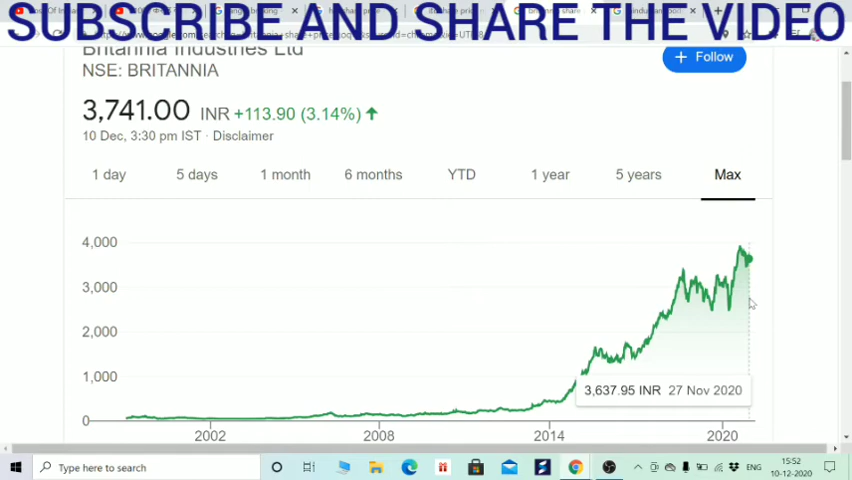 SUBSCRIBE AND SHARE THE VIDEO
Britannia Industries Ltd
NSE: BRITANNIA
+ Follow
3,741.00 INR +113.90 (3.14%)
10 Dec, 3:30 pm IST · Disclaimer
1 day 5 days 1 month 6 months YTD 1 year 5 years Max
4,000
3,000
2,000
1,000
3,637.95 INR 27 Nov 2020
0
2002 2008 2014 2020
Type here to search
ENG
15:52
10-12-2020